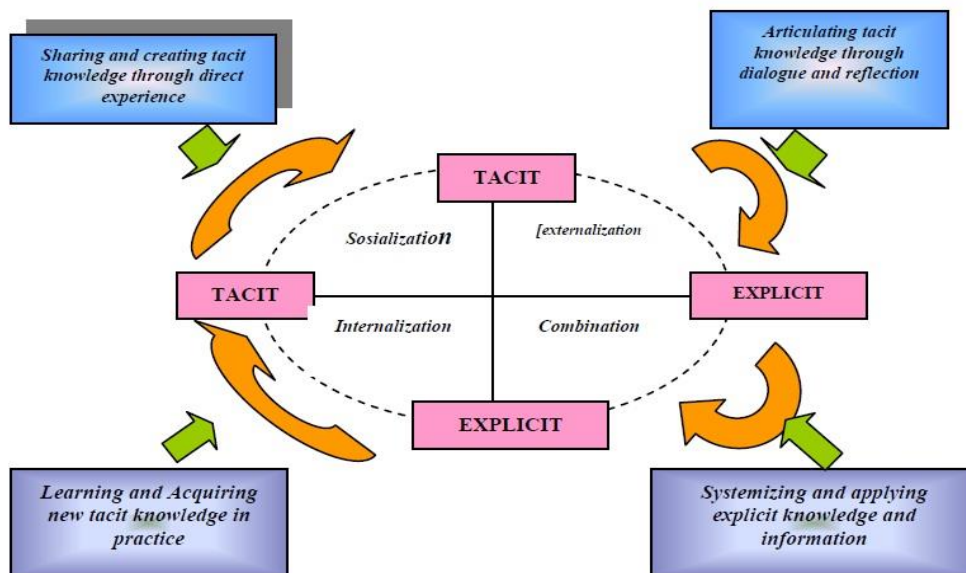 Sharing and creating tacit
knowledge through direct
experience
Articulating tacit
knowledge through
dialogue and reflection
TACIT
Sosialization
[externalization
TACIT
EXPLICIT
Internalization
Combination
EXPLICIT
Learning and Acquiring
new tacit knowledge in
practice
Systemizing and applying
explicit knowledge and
information